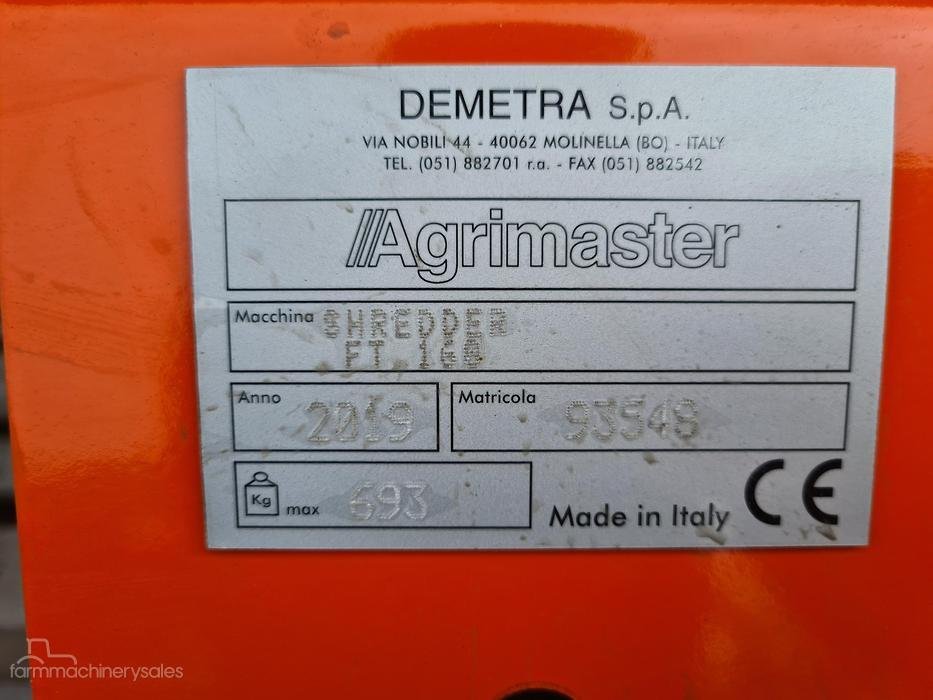 DEMETRA S.p.A.
VIA NOBILI 44 - 40062 MOLINELLA (BO) - ITALY
TEL. (051) 882701 r.a. - FAX (051) 882542
Agrimaster
Macchina SHREDDER
FT. 160
Anno 2019 Matricola 93548
Kg max 693
Made in Italy CE
farmmachinerysales